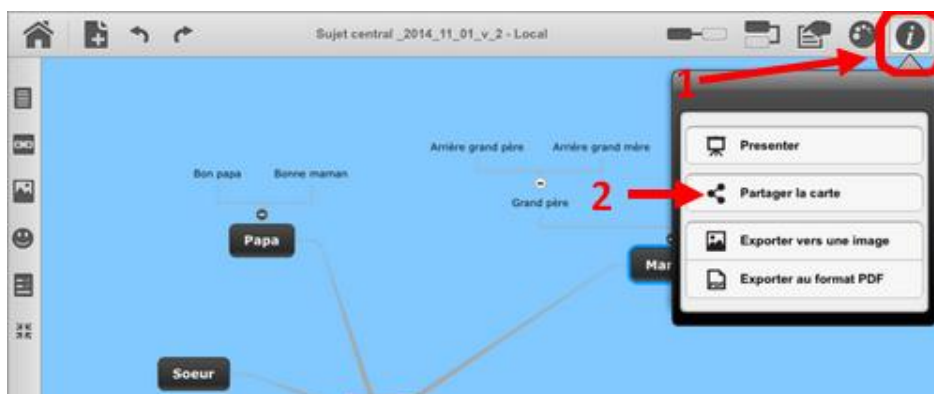 Sujet central _2014_11_01_v_2 - Local
i
1
Presenter
2
Partager la carte
Exporter vers une image
Exporter au format PDF
Arrière grand père
Arrière grand mère
Grand père
Bon papa
Bonne maman
Papa
Mar
Soeur